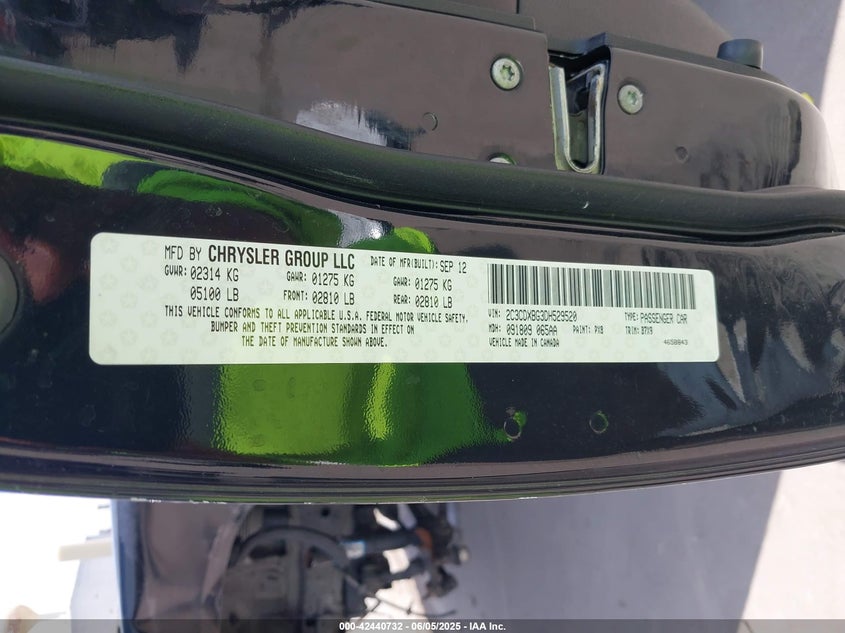 MFD BY CHRYSLER GROUP LLC DATE OF MFR(BUILT): SEP 12
GVWR: 02314 KG GAWR: 01275 KG GAWR: 01275 KG
05100 LB FRONT: 02810 LB REAR: 02810 LB
THIS VEHICLE CONFORMS TO ALL APPLICABLE U.S.A. FEDERAL MOTOR VEHICLE SAFETY,
BUMPER AND THEFT PREVENTION STANDARDS IN EFFECT ON
THE DATE OF MANUFACTURE SHOWN ABOVE.
VIN: 2C3CDXBG3DH529520 TYPE: PASSENGER CAR
MDH: 091809 065AA PAINT: PX8 TRIM: B7X9
VEHICLE MADE IN CANADA 4658843
000-42440732 - 06/05/2025 - IAA Inc.